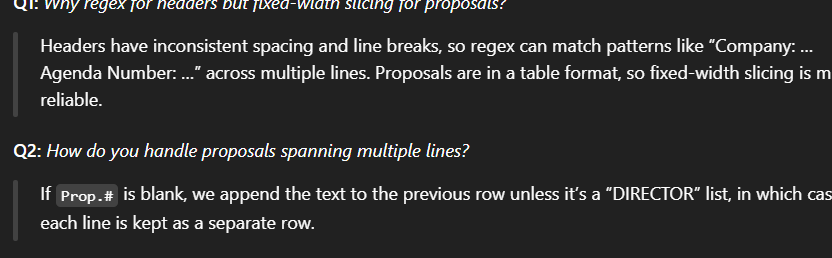 Q1: Why regex for headers but fixed-width slicing for proposals?
Headers have inconsistent spacing and line breaks, so regex can match patterns like “Company: ...
Agenda Number: ...” across multiple lines. Proposals are in a table format, so fixed-width slicing is
reliable.
Q2: How do you handle proposals spanning multiple lines?
If Prop.# is blank, we append the text to the previous row unless it’s a “DIRECTOR” list, in which
each line is kept as a separate row.